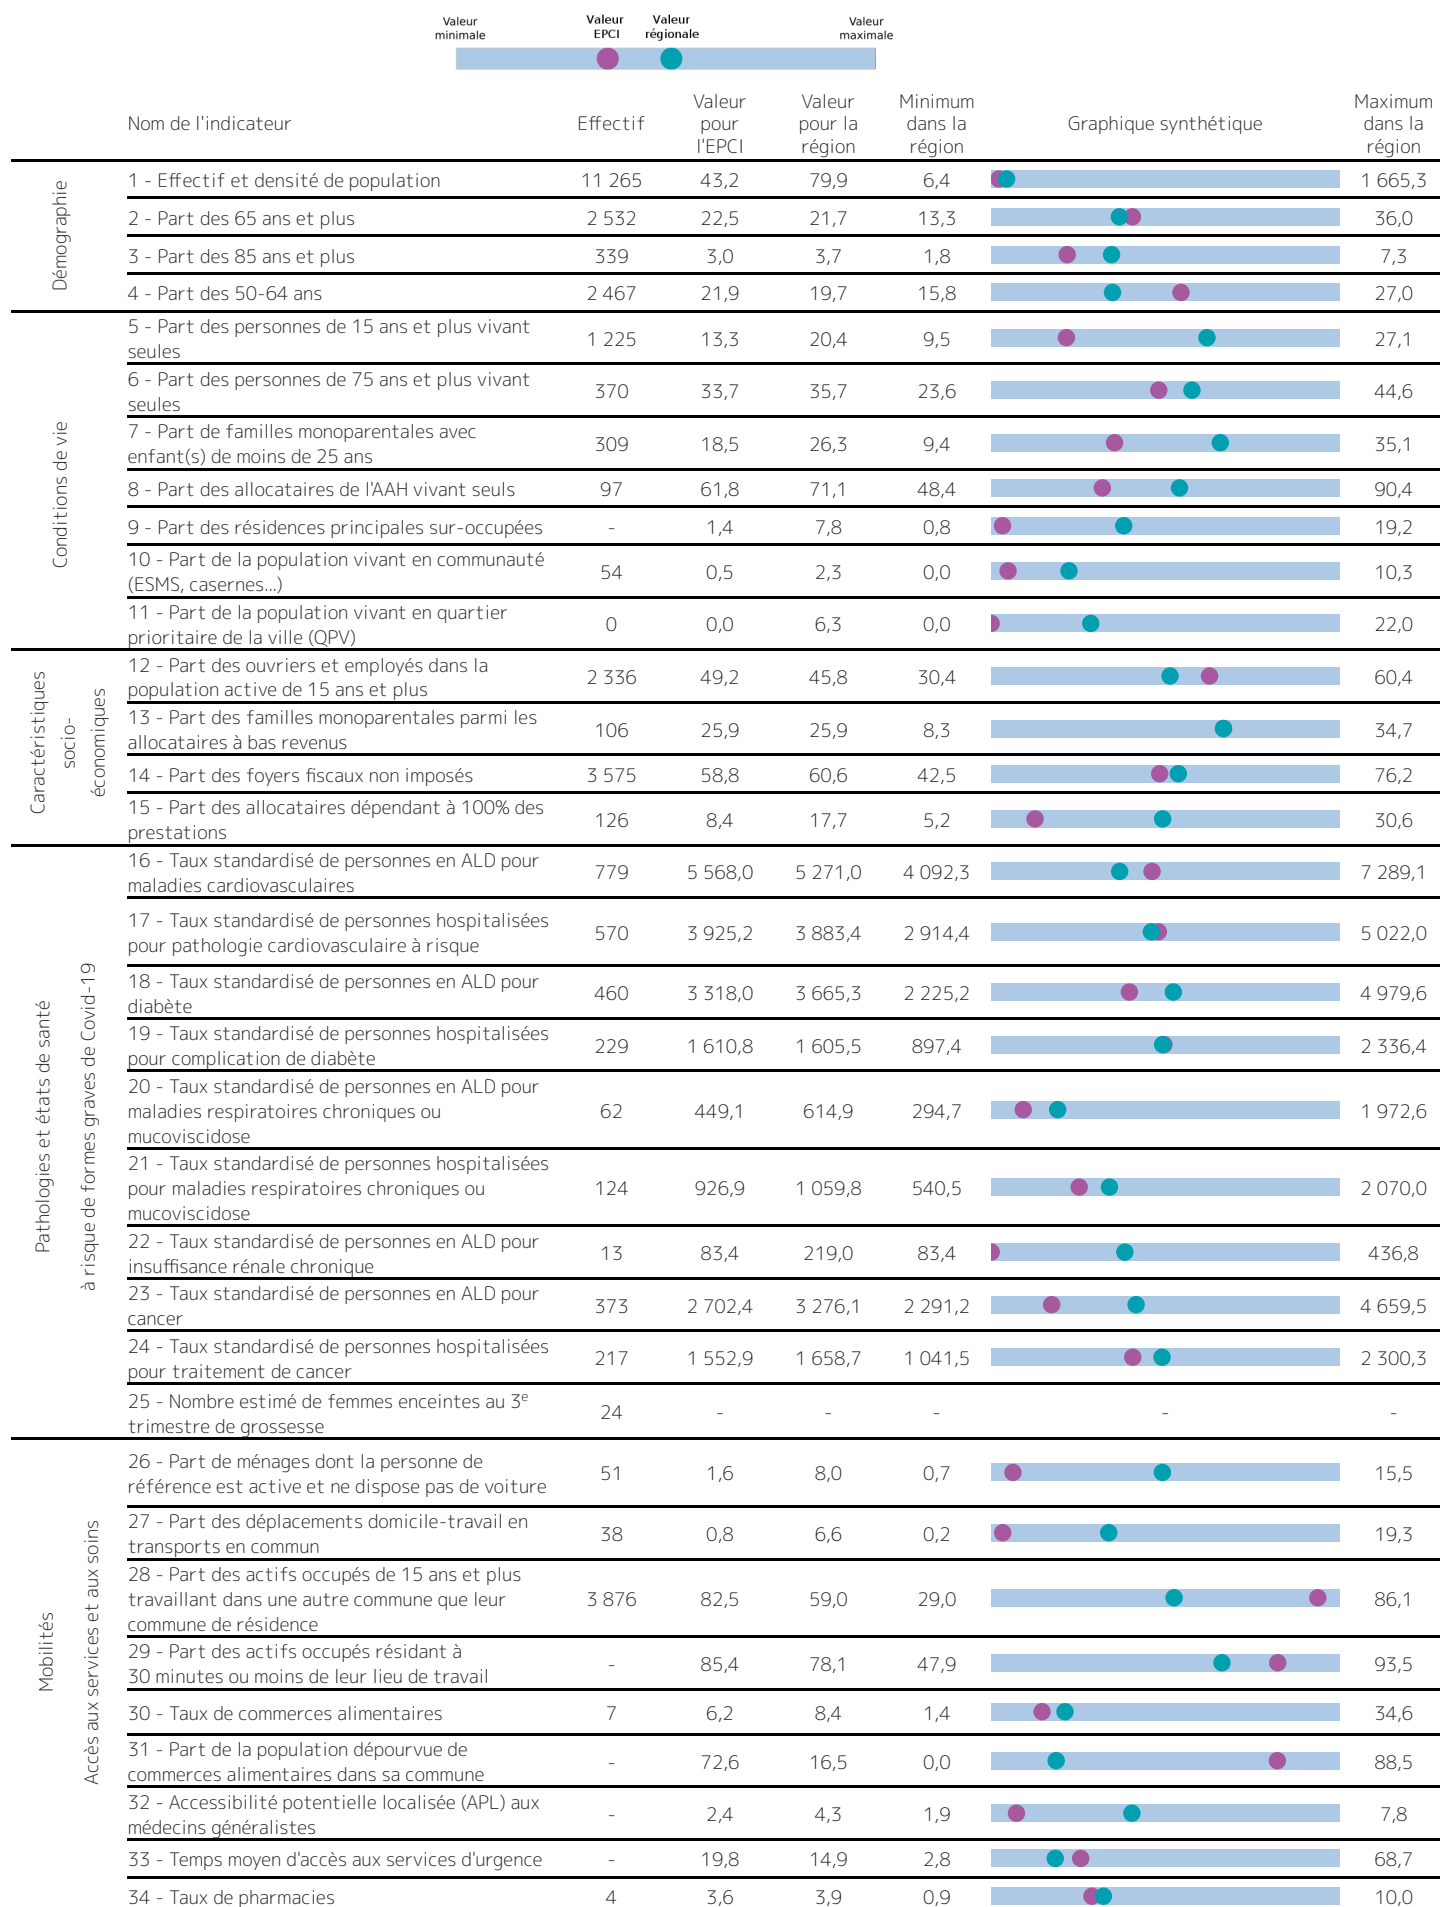 Valeur minimale
Valeur EPCI
Valeur régionale
Valeur maximale
Nom de l'indicateur
Effectif
Valeur pour l'EPCI
Valeur pour la région
Minimum dans la région
Graphique synthétique
Maximum dans la région
Démographie
1 - Effectif et densité de population 11 265 43,2 79,9 6,4 1 665,3
2 - Part des 65 ans et plus 2 532 22,5 21,7 13,3 36,0
3 - Part des 85 ans et plus 339 3,0 3,7 1,8 7,3
4 - Part des 50-64 ans 2 467 21,9 19,7 15,8 27,0
Conditions de vie
5 - Part des personnes de 15 ans et plus vivant
seules 1 225 13,3 20,4 9,5 27,1
6 - Part des personnes de 75 ans et plus vivant
seules 370 33,7 35,7 23,6 44,6
7 - Part de familles monoparentales avec
enfant(s) de moins de 25 ans 309 18,5 26,3 9,4 35,1
8 - Part des allocataires de l'AAH vivant seuls 97 61,8 71,1 48,4 90,4
9 - Part des résidences principales sur-occupées - 1,4 7,8 0,8 19,2
10 - Part de la population vivant en communauté
(ESMS, casernes...) 54 0,5 2,3 0,0 10,3
11 - Part de la population vivant en quartier
prioritaire de la ville (QPV) 0 0,0 6,3 0,0 22,0
Caractéristiques
socio-
économiques
12 - Part des ouvriers et employés dans la
population active de 15 ans et plus 2 336 49,2 45,8 30,4 60,4
13 - Part des familles monoparentales parmi les
allocataires à bas revenus 106 25,9 25,9 8,3 34,7
14 - Part des foyers fiscaux non imposés 3 575 58,8 60,6 42,5 76,2
15 - Part des allocataires dépendant à 100% des
prestations 126 8,4 17,7 5,2 30,6
Pathologies et états de santé
à risque de formes graves de Covid-19
16 - Taux standardisé de personnes en ALD pour
maladies cardiovasculaires 779 5 568,0 5 271,0 4 092,3 7 289,1
17 - Taux standardisé de personnes hospitalisées
pour pathologie cardiovasculaire à risque 570 3 925,2 3 883,4 2 914,4 5 022,0
18 - Taux standardisé de personnes en ALD pour
diabète 460 3 318,0 3 665,3 2 225,2 4 979,6
19 - Taux standardisé de personnes hospitalisées
pour complication de diabète 229 1 610,8 1 605,5 897,4 2 336,4
20 - Taux standardisé de personnes en ALD pour
maladies respiratoires chroniques ou
mucoviscidose 62 449,1 614,9 294,7 1 972,6
21 - Taux standardisé de personnes hospitalisées
pour maladies respiratoires chroniques ou
mucoviscidose 124 926,9 1 059,8 540,5 2 070,0
22 - Taux standardisé de personnes en ALD pour
insuffisance rénale chronique 13 83,4 219,0 83,4 436,8
23 - Taux standardisé de personnes en ALD pour
cancer 373 2 702,4 3 276,1 2 291,2 4 659,5
24 - Taux standardisé de personnes hospitalisées
pour traitement de cancer 217 1 552,9 1 658,7 1 041,5 2 300,3
25 - Nombre estimé de femmes enceintes au 3e
trimestre de grossesse 24 - - - - -
Mobilités
Accès aux services et aux soins
26 - Part de ménages dont la personne de
référence est active et ne dispose pas de voiture 51 1,6 8,0 0,7 15,5
27 - Part des déplacements domicile-travail en
transports en commun 38 0,8 6,6 0,2 19,3
28 - Part des actifs occupés de 15 ans et plus
travaillant dans une autre commune que leur
commune de résidence 3 876 82,5 59,0 29,0 86,1
29 - Part des actifs occupés résidant à
30 minutes ou moins de leur lieu de travail - 85,4 78,1 47,9 93,5
30 - Taux de commerces alimentaires 7 6,2 8,4 1,4 34,6
31 - Part de la population dépourvue de
commerces alimentaires dans sa commune - 72,6 16,5 0,0 88,5
32 - Accessibilité potentielle localisée (APL) aux
médecins généralistes - 2,4 4,3 1,9 7,8
33 - Temps moyen d'accès aux services d'urgence - 19,8 14,9 2,8 68,7
34 - Taux de pharmacies 4 3,6 3,9 0,9 10,0